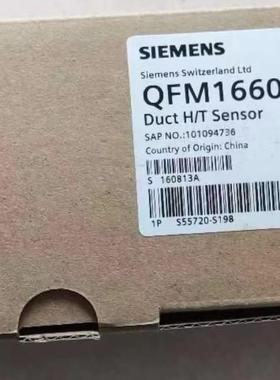 SIEMENS
Siemens Switzerland Ltd
QFM1660
Duct H/T Sensor
SAP NO.:101094736
Country of Origin: China
S 160813A
1P S55720-S198